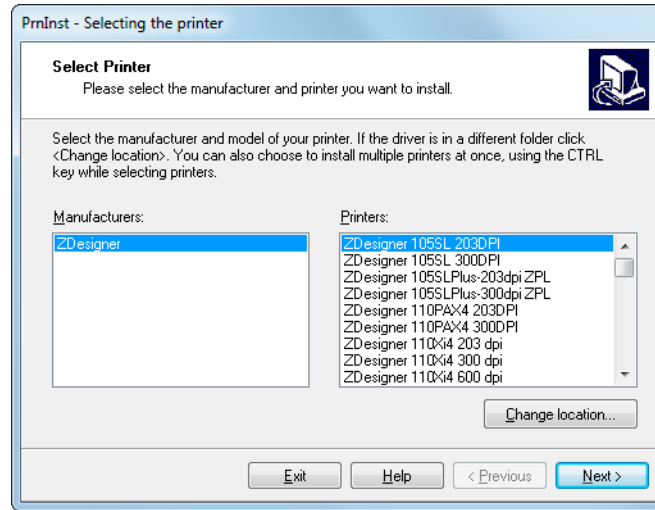 PrnInst - Selecting the printer
Select Printer
Please select the manufacturer and printer you want to install.
Select the manufacturer and model of your printer. If the driver is in a different folder click
<Change location>. You can also choose to install multiple printers at once, using the CTRL
key while selecting printers.
Manufacturers:
ZDesigner
Printers:
ZDesigner 105SL 203DPI
ZDesigner 105SL 300DPI
ZDesigner 105SLPlus-203dpi ZPL
ZDesigner 105SLPlus-300dpi ZPL
ZDesigner 110PAX4 203DPI
ZDesigner 110PAX4 300DPI
ZDesigner 110Xi4 203 dpi
ZDesigner 110Xi4 300 dpi
ZDesigner 110Xi4 600 dpi
Change location...
Exit
Help
< Previous
Next >